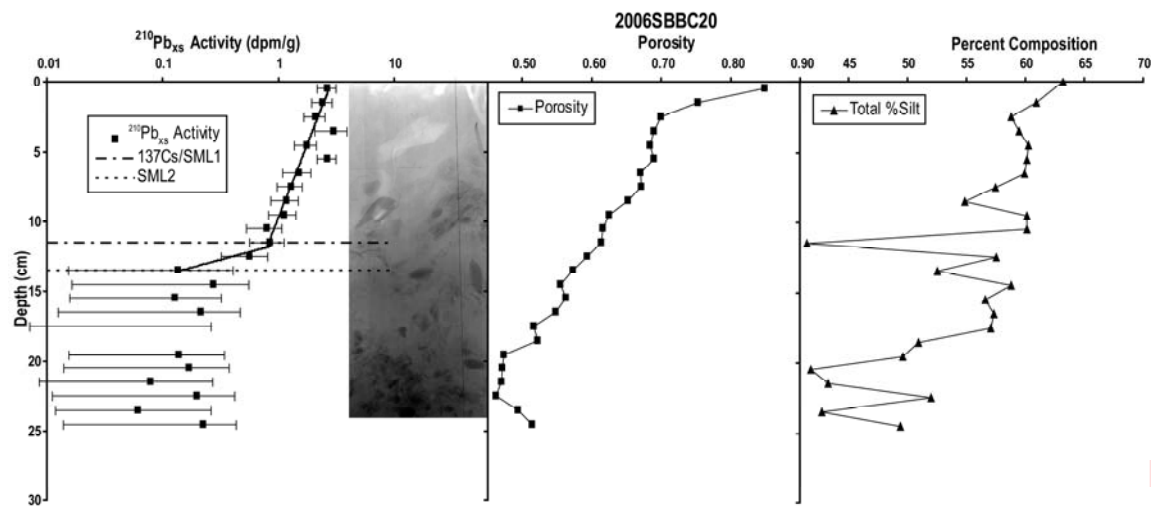 2006SBBC20
210Pbxs Activity (dpm/g)
Porosity
Percent Composition
0.01 0.1 1 10
0.50 0.60 0.70 0.80 0.90
45 50 55 60 65 70
Depth (cm)
0
5
10
15
20
25
30
210Pbxs Activity
137Cs/SML1
SML2
Porosity
Total %Silt